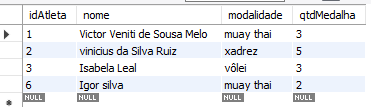 idAtleta nome modalidade qtdMedalha
1 Victor Veniti de Sousa Melo muay thai 3
2 vinicius da Silva Ruiz xadrez 5
3 Isabela Leal vôlei 3
6 Igor silva muay thai 2
NULL NULL NULL NULL